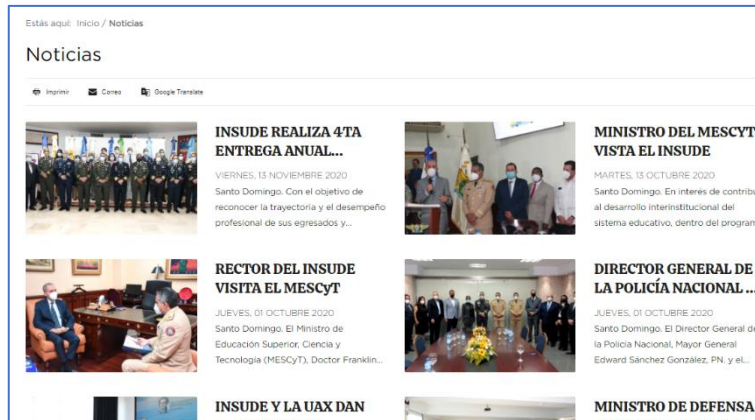 Estás aquí: Inicio / Noticias
Noticias
Imprimir Correo Google Translate
INSUDE REALIZA 4TA
ENTREGA ANUAL...
VIERNES, 13 NOVIEMBRE 2020
Santo Domingo. Con el objetivo de
reconocer la trayectoria y el desempeño
profesional de sus egresados y...
MINISTRO DEL MESCYT
VISTA EL INSUDE
MARTES, 13 OCTUBRE 2020
Santo Domingo. En interés de contribu
al desarrollo interinstitucional del
sistema educativo, dentro del program
RECTOR DEL INSUDE
VISITA EL MESCyT
JUEVES, 01 OCTUBRE 2020
Santo Domingo. El Ministro de
Educación Superior, Ciencia y
Tecnología (MESCyT), Doctor Franklin...
DIRECTOR GENERAL DE
LA POLICÍA NACIONAL ...
JUEVES, 01 OCTUBRE 2020
Santo Domingo. El Director General de
la Policía Nacional, Mayor General
Edward Sánchez González, PN. y el...
INSUDE Y LA UAX DAN
MINISTRO DE DEFENSA